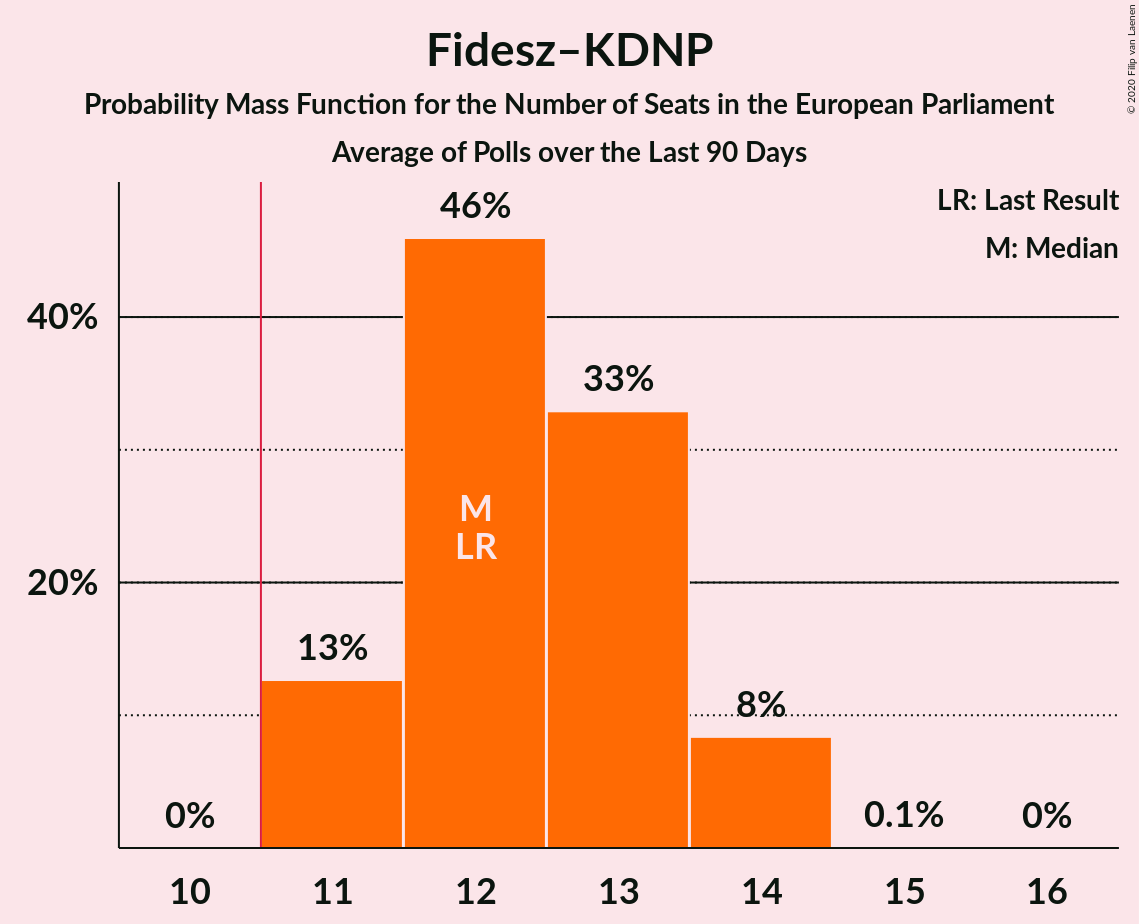 Fidesz–KDNP
Probability Mass Function for the Number of Seats in the European Parliament
Average of Polls over the Last 90 Days
© 2020 Filip van Laenen
LR: Last Result
M: Median
46%
40%
33%
M
LR
20%
13%
8%
0%
0.1%
0%
10 11 12 13 14 15 16